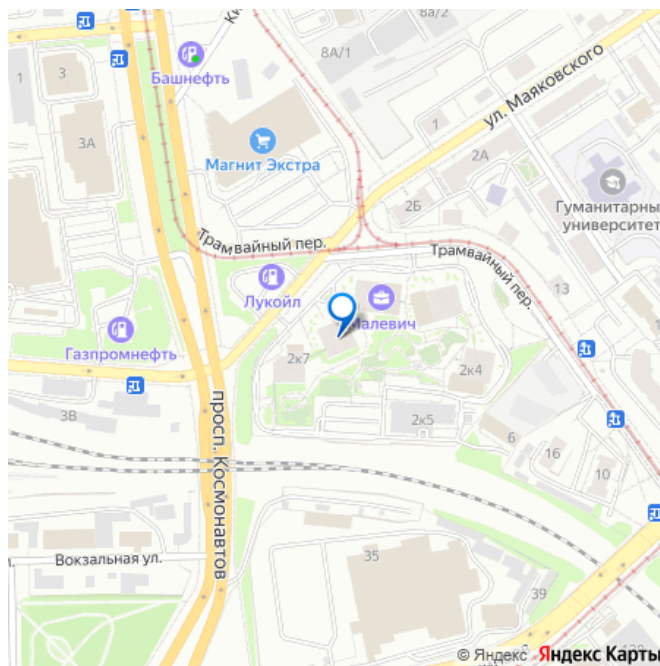 8а/2
Ки
8А/1
Башнефть
ул. Маяковского
3
1
3А
1
Магнит Экстра
2А
2Б
Гуманитарны
университет
Трамвайный пер.
Трамвайный пер.
Лукойл
13
Малевич
Газпромнефть
2к7
2к4
3В
просп. Космонавтов
2к5
6
16
10
Вокзальная ул.
35
39
© Яндекс Яндекс Карты